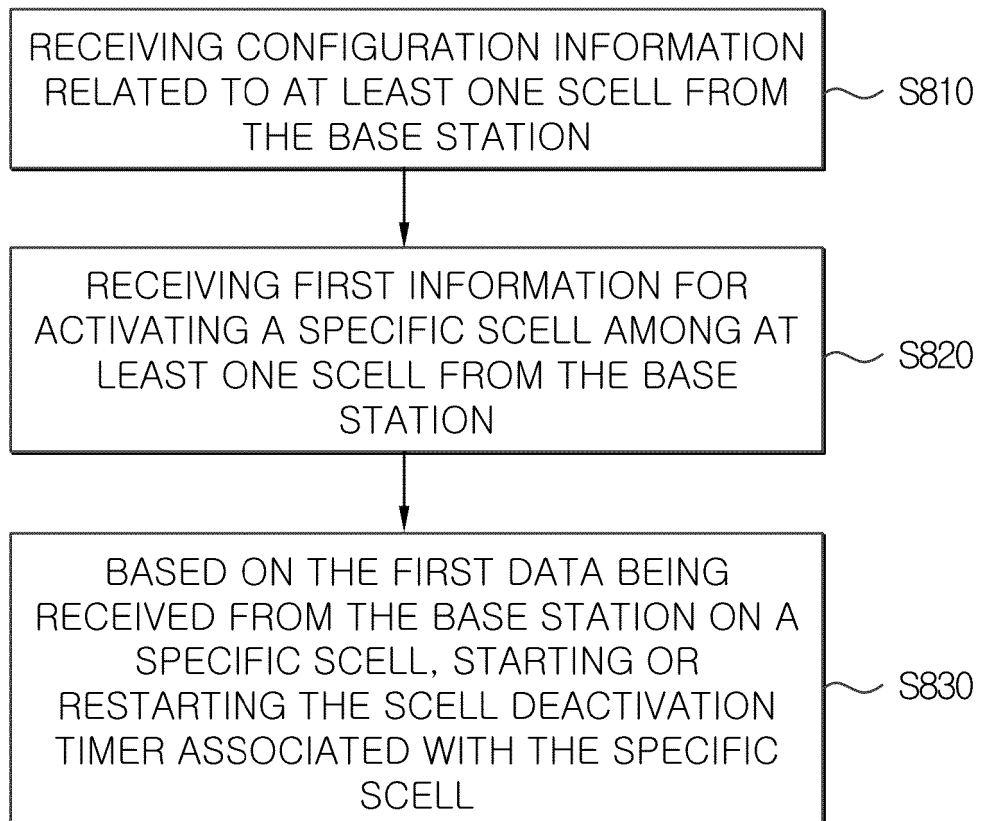 RECEIVING CONFIGURATION INFORMATION
RELATED TO AT LEAST ONE SCELL FROM
THE BASE STATION
S810
RECEIVING FIRST INFORMATION FOR
ACTIVATING A SPECIFIC SCELL AMONG AT
LEAST ONE SCELL FROM THE BASE
STATION
S820
BASED ON THE FIRST DATA BEING
RECEIVED FROM THE BASE STATION ON A
SPECIFIC SCELL, STARTING OR
RESTARTING THE SCELL DEACTIVATION
TIMER ASSOCIATED WITH THE SPECIFIC
SCELL
S830